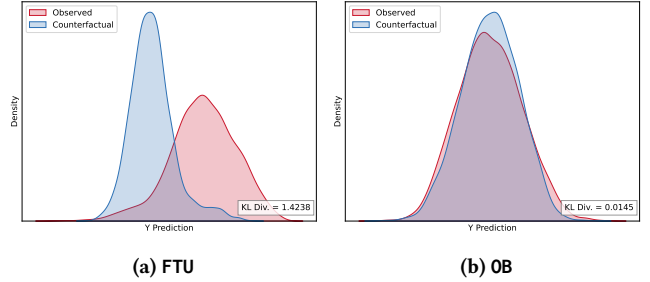 Observed
Counterfactual
Density
KL Div. = 1.4238
Y Prediction
(a) FTU
Observed
Counterfactual
Density
KL Div. = 0.0145
Y Prediction
(b) OB